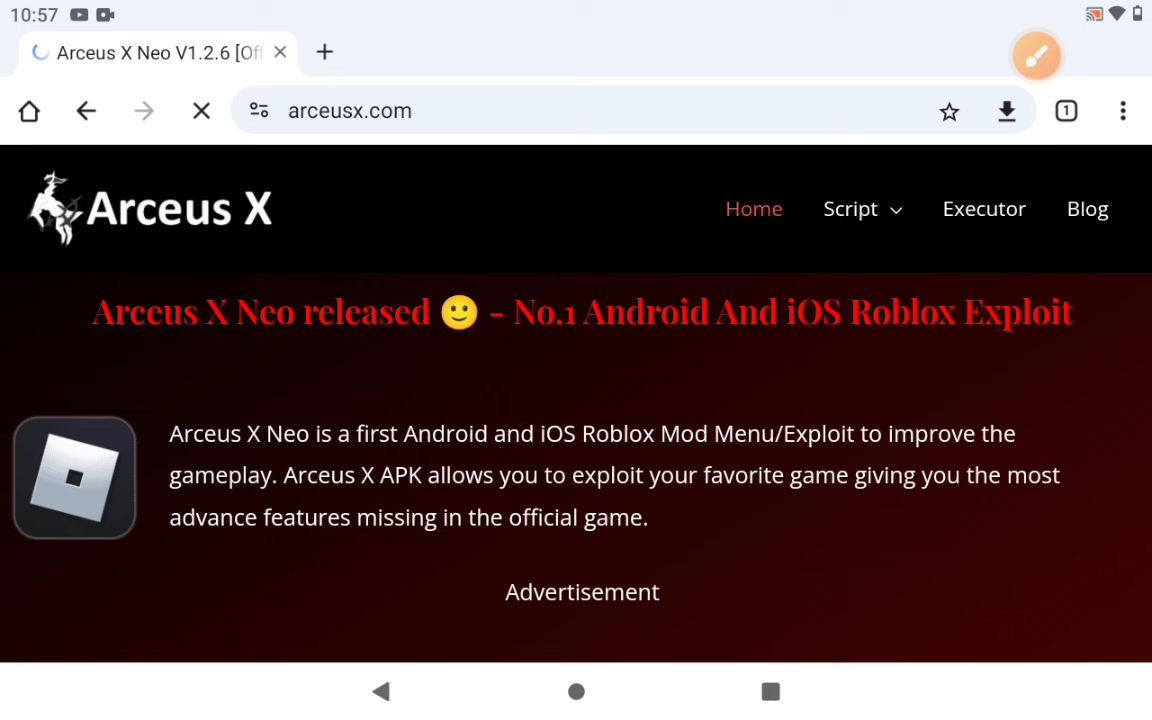 10:57
Arceus X Neo V1.2.6 [Off
arceusx.com
1
Arceus X
Home Script Executor Blog
Arceus X Neo released 🙂 - No.1 Android And iOS Roblox Exploit
Arceus X Neo is a first Android and iOS Roblox Mod Menu/Exploit to improve the
gameplay. Arceus X APK allows you to exploit your favorite game giving you the most
advance features missing in the official game.
Advertisement